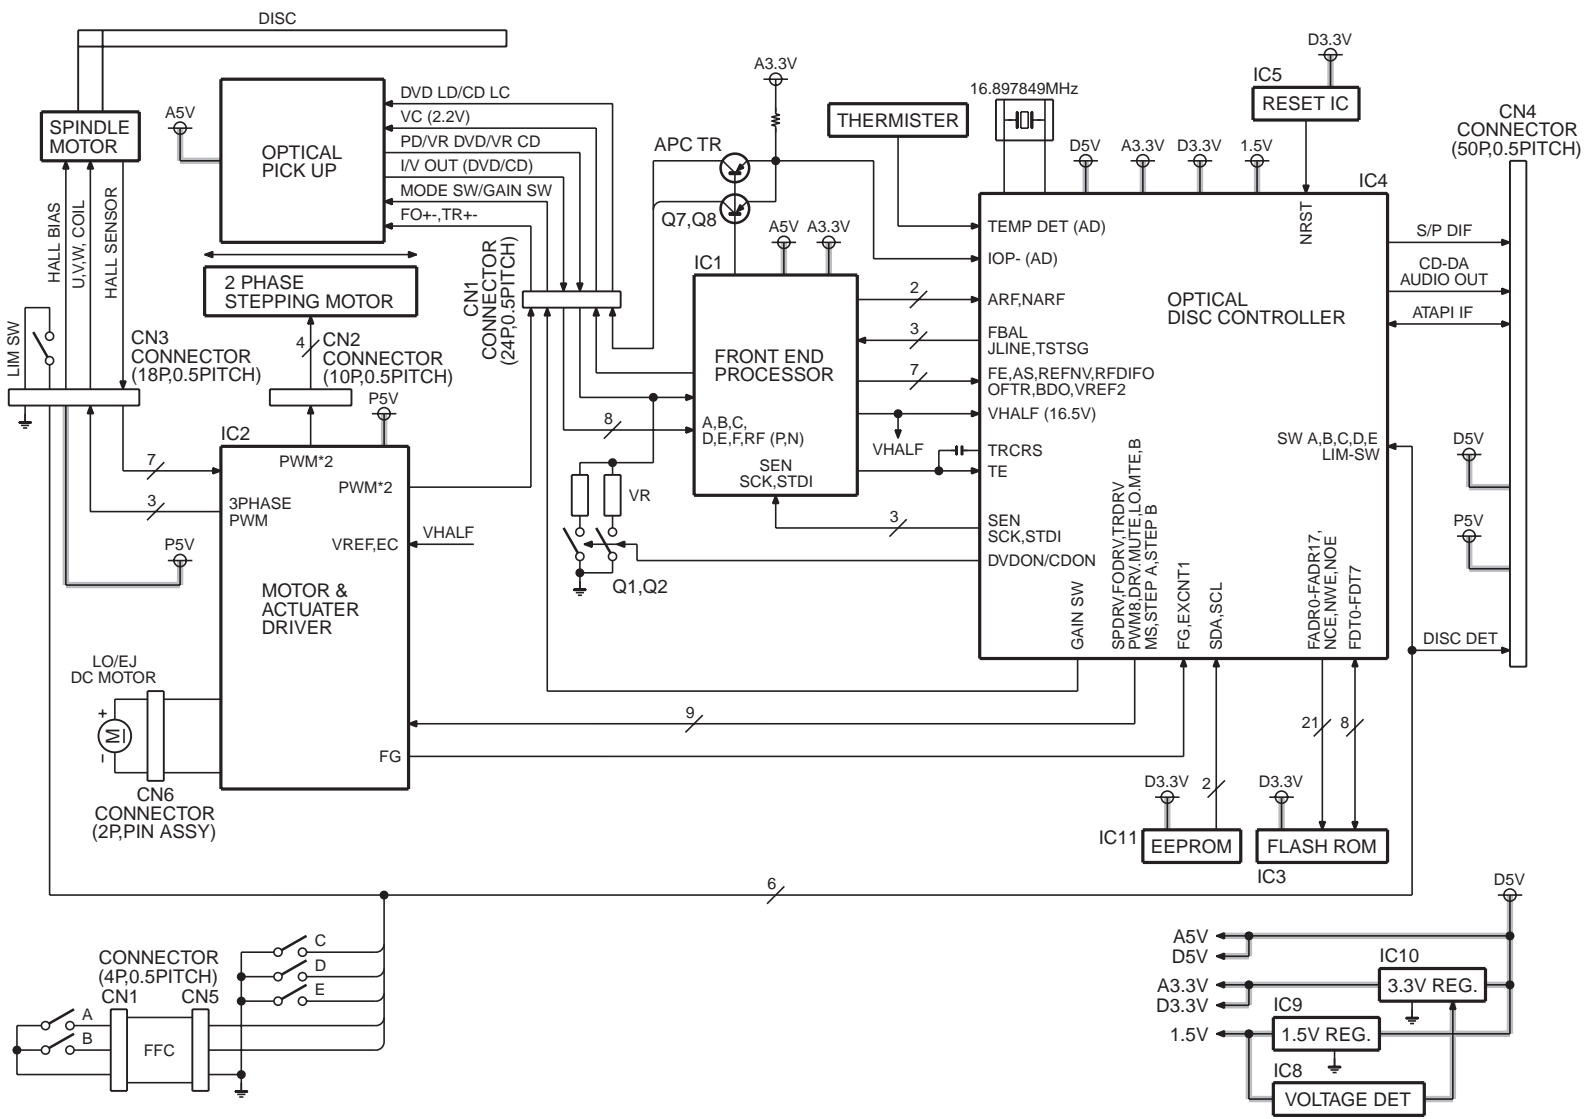 DISC
SPINDLE
MOTOR
A5V
OPTICAL
PICK UP
DVD LD/CD LC
VC (2.2V)
PD/VR DVD/VR CD
I/V OUT (DVD/CD)
MODE SW/GAIN SW
FO+-,TR+-
HALL BIAS
U,V,W, COIL
HALL SENSOR
2 PHASE
STEPPING MOTOR
LIM SW
CN3
CONNECTOR
(18P,0.5PITCH)
4
CN2
CONNECTOR
(10P,0.5PITCH)
P5V
CN1
CONNECTOR
(24P,0.5PITCH)
A3.3V
APC TR
Q7,Q8
THERMISTER
16.897849MHz
D5V
A3.3V
D3.3V
1.5V
D3.3V
IC5
RESET IC
CN4
CONNECTOR
(50P,0.5PITCH)
IC4
NRST
TEMP DET (AD)
IOP- (AD)
ARF,NARF
FBAL
JLINE,TSTSG
FE,AS,REFNV,RFDIFO
OFTR,BDO,VREF2
VHALF (16.5V)
TRCRS
TE
SEN
SCK,STDI
DVDON/CDON
OPTICAL
DISC CONTROLLER
S/P DIF
CD-DA
AUDIO OUT
ATAPI IF
SW A,B,C,D,E
LIM-SW
D5V
P5V
DISC DET
GAIN SW
SPDRV,FODRV,TRDRV
PWM8,DRV.MUTE,LO.MTE,B
MS,STEP A,STEP B
FG,EXCNT1
SDA,SCL
FADR0-FADR17,
NCE,NWE,NOE
FDT0-FDT7
A5V
A3.3V
IC1
FRONT END
PROCESSOR
A,B,C,
D,E,F,RF (P,N)
SEN
SCK,STDI
2
3
7
VHALF
3
8
VR
Q1,Q2
IC2
PWM*2
PWM*2
3PHASE
PWM
VREF,EC
VHALF
MOTOR &
ACTUATER
DRIVER
FG
7
3
P5V
LO/EJ
DC MOTOR
+
M
−
CN6
CONNECTOR
(2P,PIN ASSY)
9
2
21
8
D3.3V
IC11
EEPROM
D3.3V
FLASH ROM
IC3
6
CONNECTOR
(4P,0.5PITCH)
CN1
CN5
A
B
FFC
C
D
E
D5V
A5V
D5V
A3.3V
D3.3V
1.5V
IC10
3.3V REG.
IC9
1.5V REG.
IC8
VOLTAGE DET